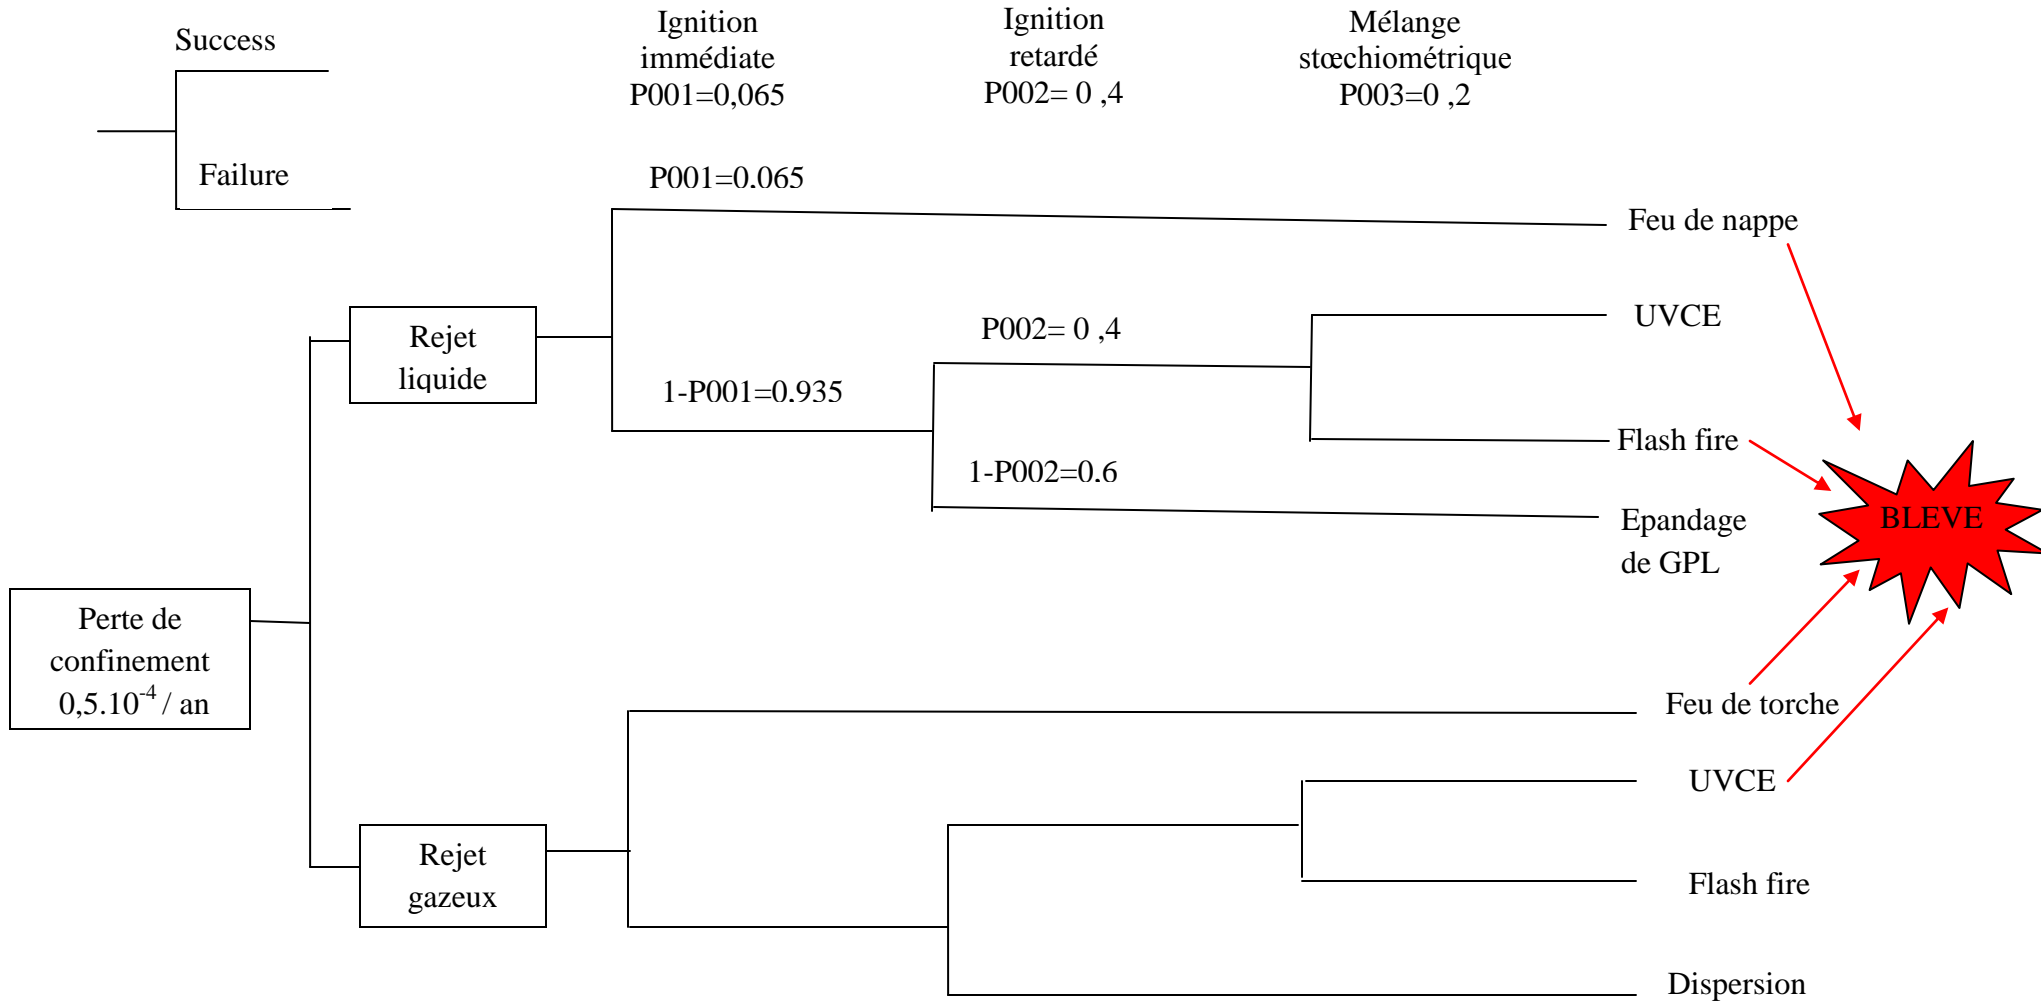 Success
Failure
Ignition
immédiate
P001=0,065
Ignition
retardé
P002= 0 ,4
Mélange
stœchiométrique
P003=0 ,2
P001=0.065
Feu de nappe
Rejet
liquide
P002= 0 ,4
UVCE
1-P001=0.935
Flash fire
1-P002=0.6
Epandage
de GPL
BLEVE
Perte de
confinement
0,5.10⁻⁴ / an
Feu de torche
UVCE
Rejet
gazeux
Flash fire
Dispersion